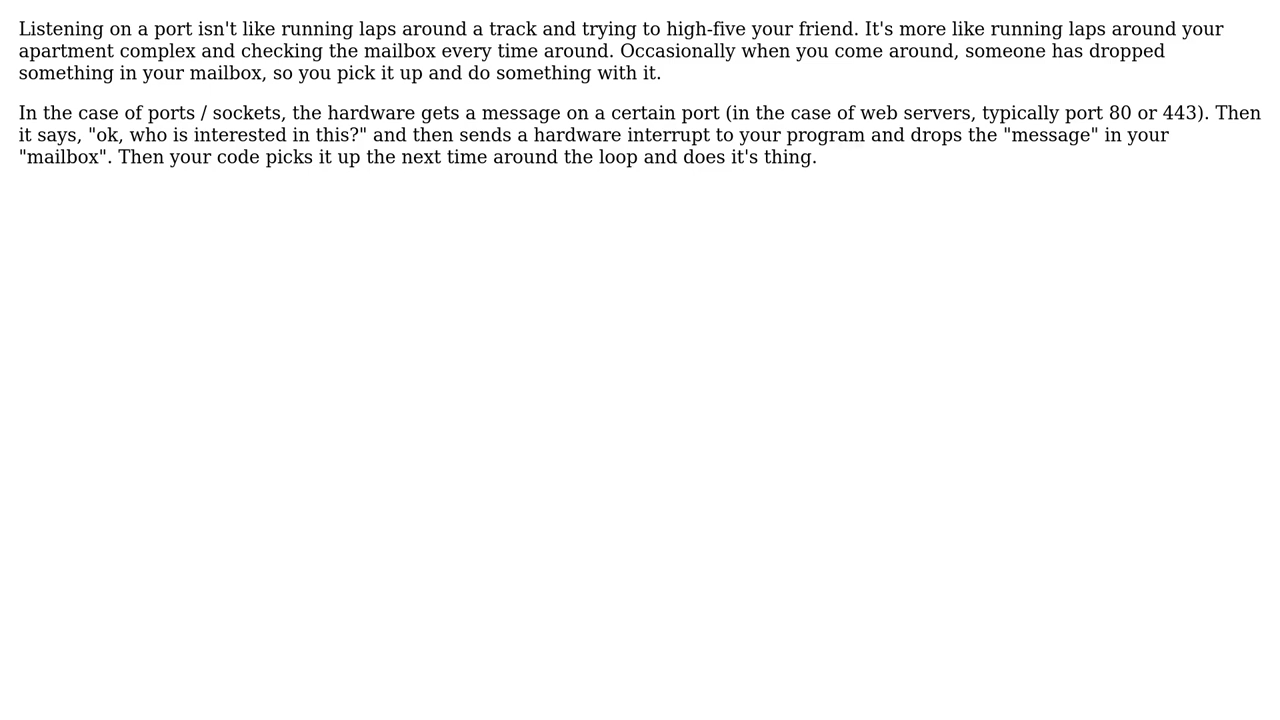 Listening on a port isn't like running laps around a track and trying to high-five your friend. It's more like running laps around your
apartment complex and checking the mailbox every time around. Occasionally when you come around, someone has dropped
something in your mailbox, so you pick it up and do something with it.
In the case of ports / sockets, the hardware gets a message on a certain port (in the case of web servers, typically port 80 or 443). Then
it says, "ok, who is interested in this?" and then sends a hardware interrupt to your program and drops the "message" in your
"mailbox". Then your code picks it up the next time around the loop and does it's thing.